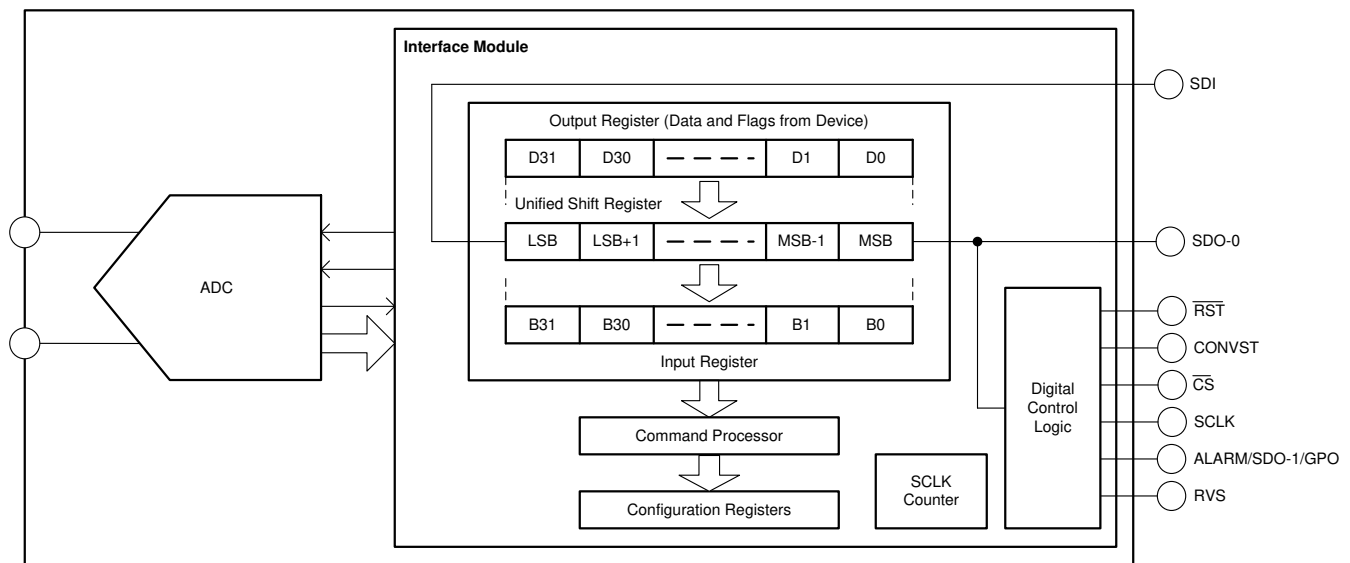 Interface Module
SDI
Output Register (Data and Flags from Device)
D31 D30 D1 D0
Unified Shift Register
LSB LSB+1 MSB-1 MSB
SDO-0
ADC
B31 B30 B1 B0
Input Register
RST
CONVST
CS
SCLK
ALARM/SDO-1/GPO
RVS
Digital
Control
Logic
Command Processor
SCLK
Counter
Configuration Registers